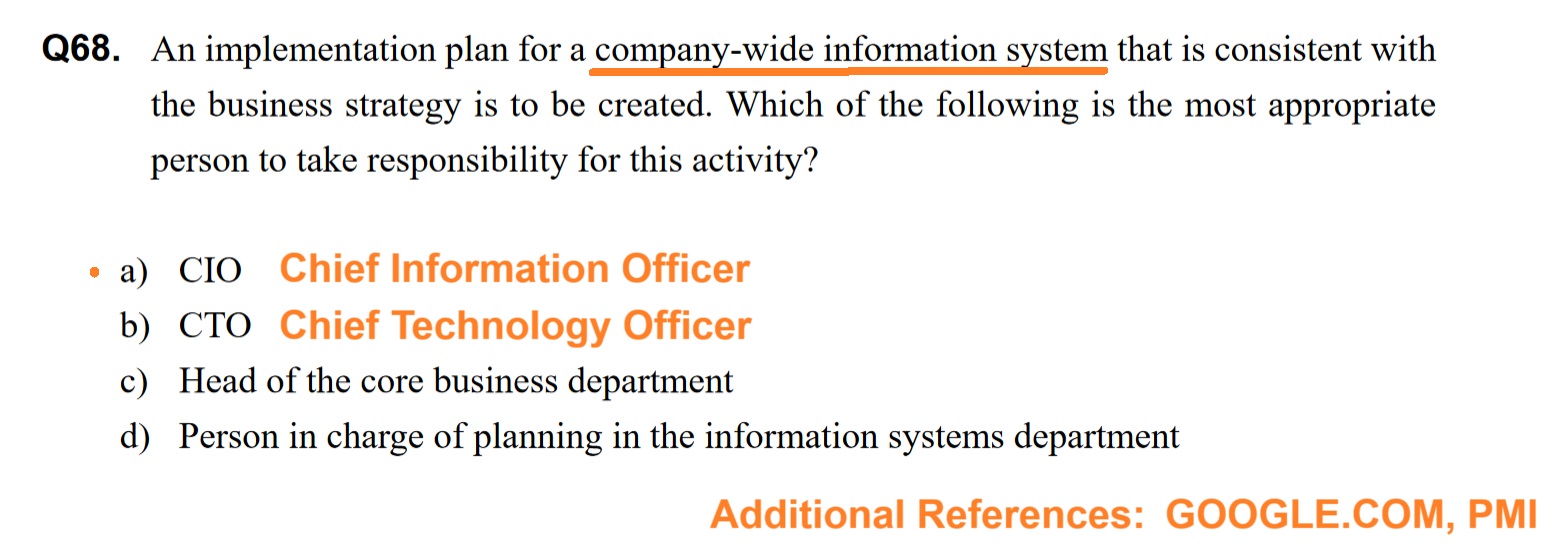 Q68. An implementation plan for a company-wide information system that is consistent with
the business strategy is to be created. Which of the following is the most appropriate
person to take responsibility for this activity?
a) CIO Chief Information Officer
b) CTO Chief Technology Officer
c) Head of the core business department
d) Person in charge of planning in the information systems department
Additional References: GOOGLE.COM, PMI